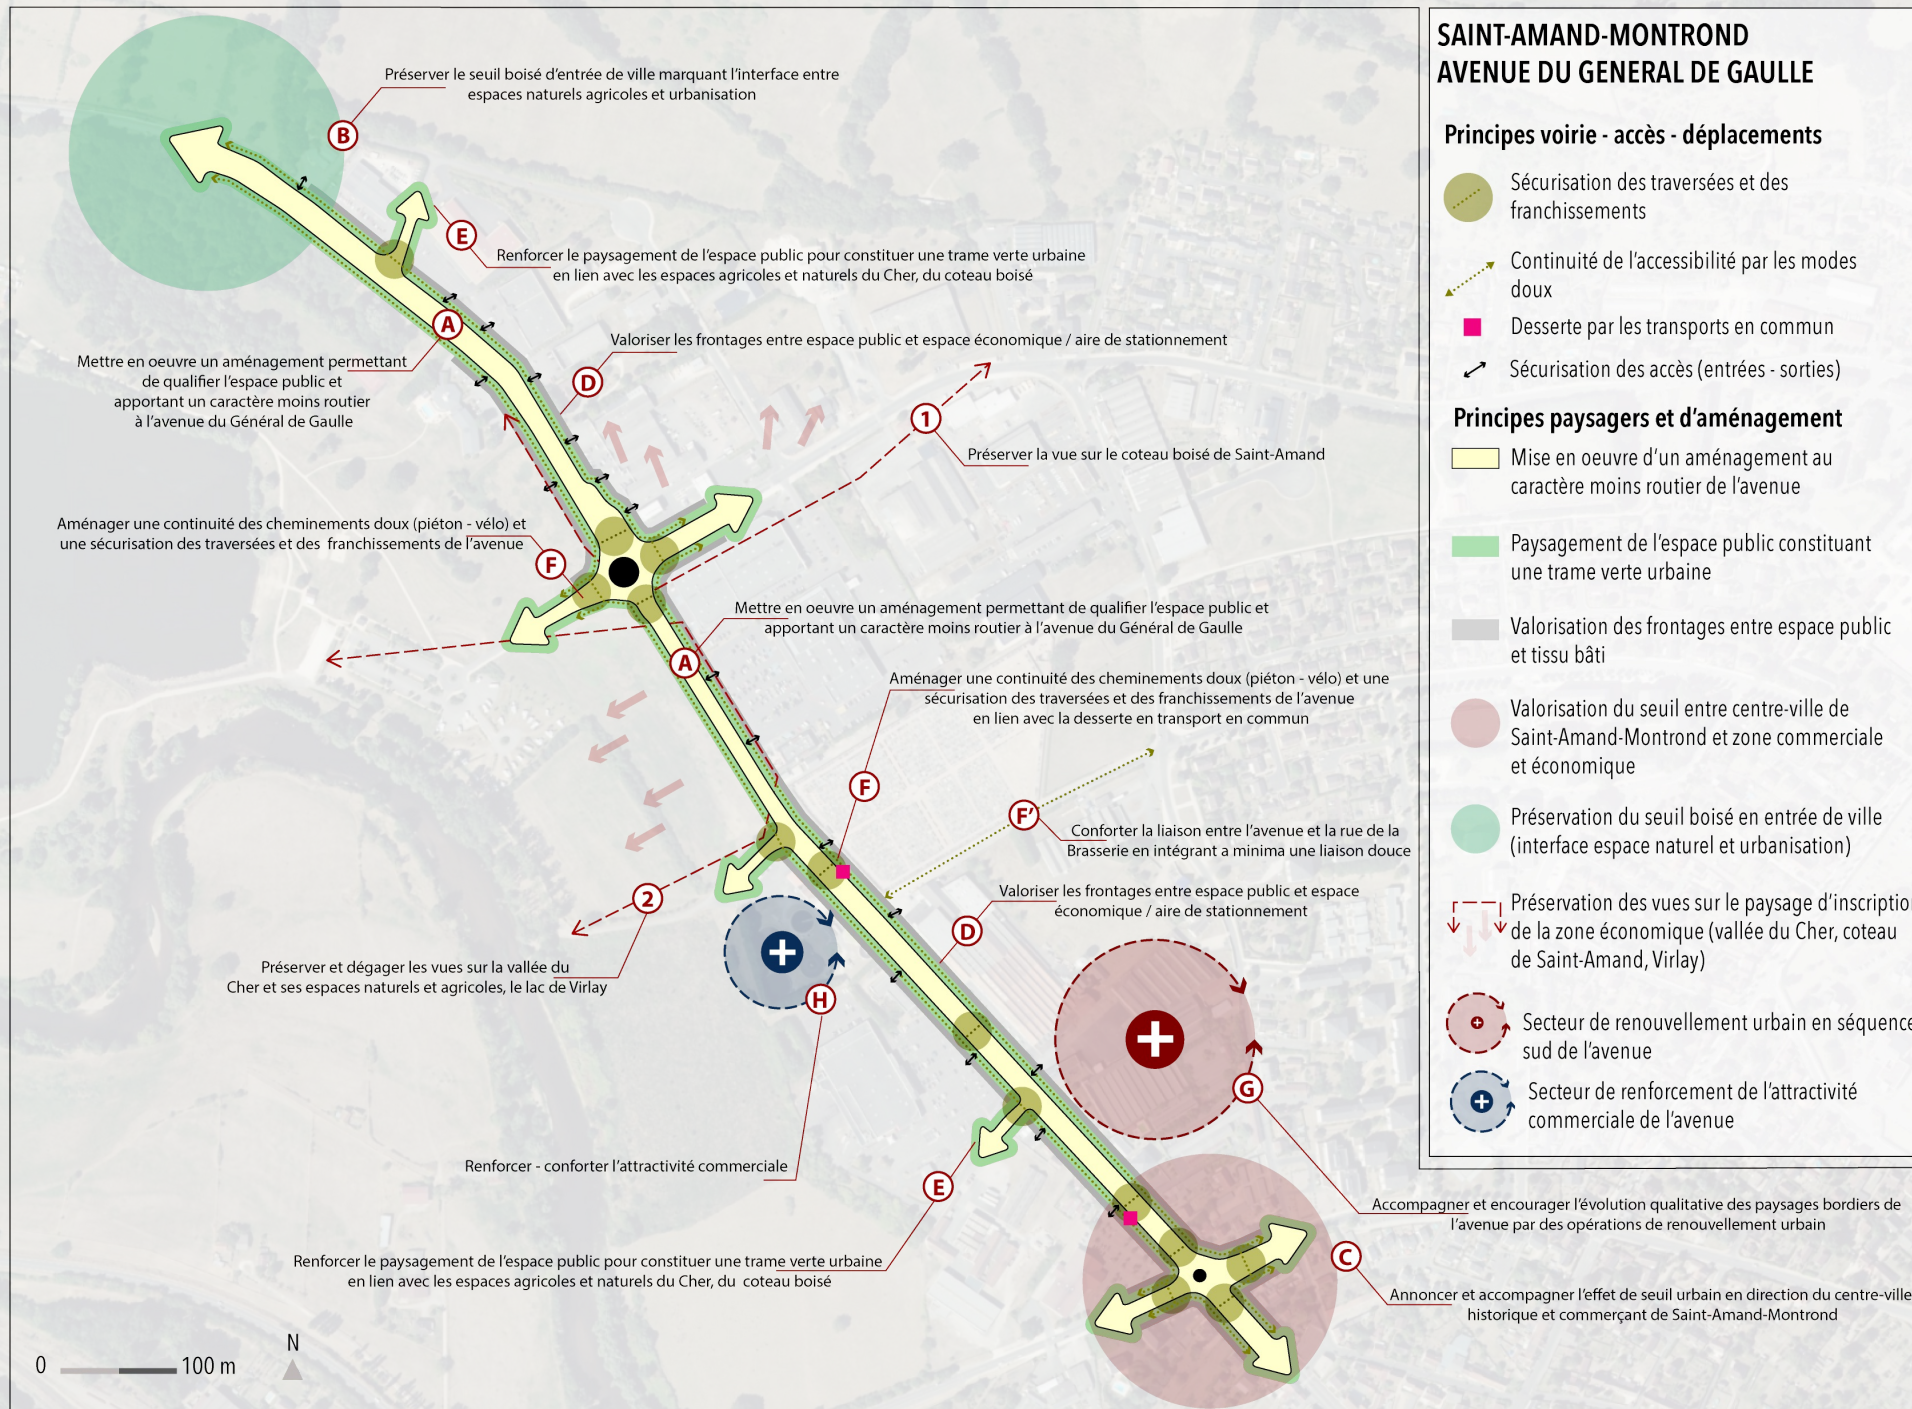 SAINT-AMAND-MONTROND
AVENUE DU GENERAL DE GAULLE
Principes voirie - accès - déplacements
Sécurisation des traversées et des
franchissements
Continuité de l'accessibilité par les modes
doux
Desserte par les transports en commun
Sécurisation des accès (entrées - sorties)
Principes paysagers et d'aménagement
Mise en oeuvre d'un aménagement au
caractère moins routier de l'avenue
Paysagement de l'espace public constituant
une trame verte urbaine
Valorisation des frontages entre espace public
et tissu bâti
Valorisation du seuil entre centre-ville de
Saint-Amand-Montrond et zone commerciale
et économique
Préservation du seuil boisé en entrée de ville
(interface espace naturel et urbanisation)
Préservation des vues sur le paysage d'inscription
de la zone économique (vallée du Cher, coteau
de Saint-Amand, Virlay)
Secteur de renouvellement urbain en séquence
sud de l'avenue
Secteur de renforcement de l'attractivité
commerciale de l'avenue
Préserver le seuil boisé d'entrée de ville marquant l'interface entre
espaces naturels agricoles et urbanisation
B
E
Renforcer le paysagement de l'espace public pour constituer une trame verte urbaine
en lien avec les espaces agricoles et naturels du Cher, du coteau boisé
A
Mettre en oeuvre un aménagement permettant
de qualifier l'espace public et
apportant un caractère moins routier
à l'avenue du Général de Gaulle
Valoriser les frontages entre espace public et espace économique / aire de stationnement
D
1
Préserver la vue sur le coteau boisé de Saint-Amand
Aménager une continuité des cheminements doux (piéton - vélo) et
une sécurisation des traversées et des franchissements de l'avenue
F
Mettre en oeuvre un aménagement permettant de qualifier l'espace public et
apportant un caractère moins routier à l'avenue du Général de Gaulle
A
Aménager une continuité des cheminements doux (piéton - vélo) et une
sécurisation des traversées et des franchissements de l'avenue
en lien avec la desserte en transport en commun
F
F'
Conforter la liaison entre l'avenue et la rue de la
Brasserie en intégrant a minima une liaison douce
Valoriser les frontages entre espace public et espace
économique / aire de stationnement
D
2
Préserver et dégager les vues sur la vallée du
Cher et ses espaces naturels et agricoles, le lac de Virlay
H
Renforcer - conforter l'attractivité commerciale
G
Accompagner et encourager l'évolution qualitative des paysages bordiers de
l'avenue par des opérations de renouvellement urbain
E
Renforcer le paysagement de l'espace public pour constituer une trame verte urbaine
en lien avec les espaces agricoles et naturels du Cher, du coteau boisé
C
Annoncer et accompagner l'effet de seuil urbain en direction du centre-ville
historique et commerçant de Saint-Amand-Montrond
N
0 100 m